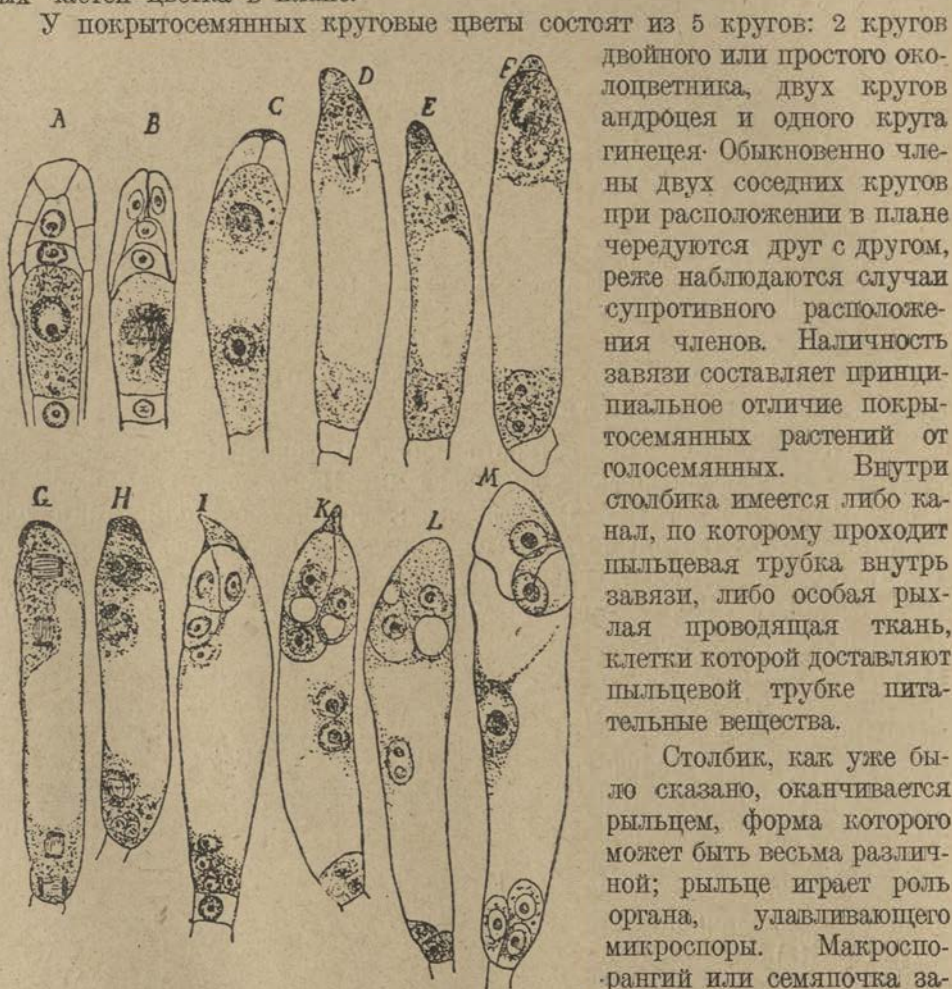 частей цветка в плане.
У покрытосемянных круговые цветы состоят из 5 кругов: 2 кругов
двойного или простого око-
лоцветника, двух кругов
андроцея и одного круга
гинецея· Обыкновенно чле-
ны двух соседних кругов
при расположении в плане
чередуются друг с другом,
реже наблюдаются случаи
супротивного расположе-
ния членов. Наличность
завязи составляет принци-
пиальное отличие покры-
тосемянных растений от
голосемянных. Внутри
столбика имеется либо ка-
нал, по которому проходит
пыльцевая трубка внутрь
завязи, либо особая рых-
лая проводящая ткань,
клетки которой доставляют
пыльцевой трубке пита-
тельные вещества.
Столбик, как уже бы-
ло сказано, оканчивается
рыльцем, форма которого
может быть весьма различ-
ной; рыльце играет роль
органа, улавливающего
микроспоры. Макроспо-
рангий или семяпочка за-
A B C D E F
G H I K L M